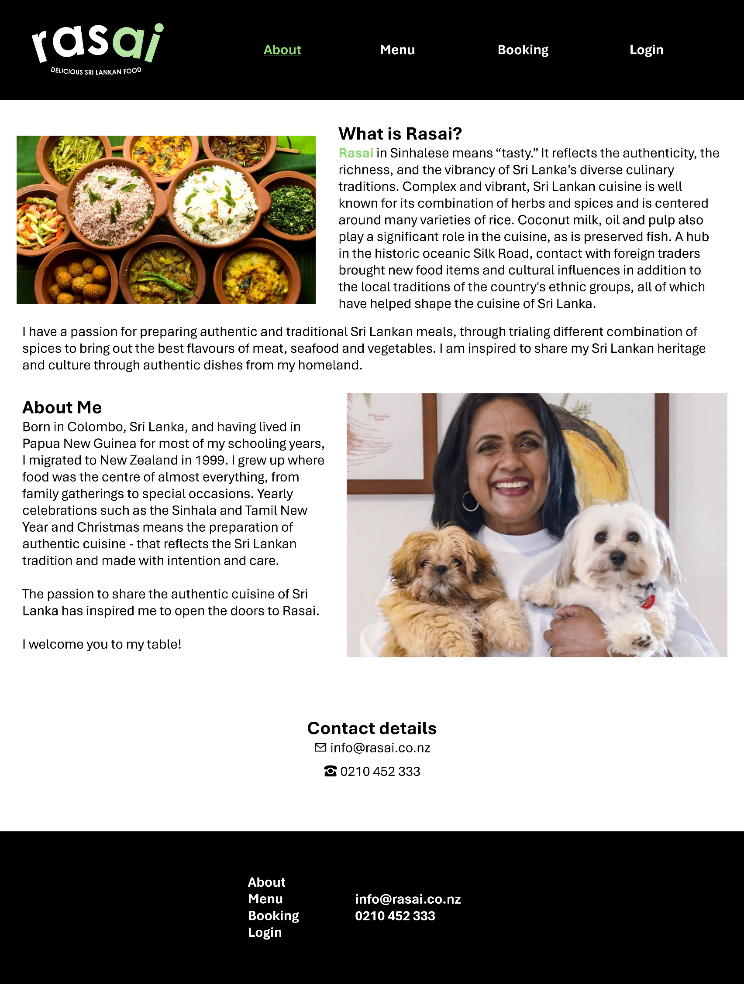 rasai
DELICIOUS SRI LANKAN FOOD
About
Menu
Booking
Login
What is Rasai?
Rasai in Sinhalese means “tasty.” It reflects the authenticity, the
richness, and the vibrancy of Sri Lanka’s diverse culinary
traditions. Complex and vibrant, Sri Lankan cuisine is well
known for its combination of herbs and spices and is centered
around many varieties of rice. Coconut milk, oil and pulp also
play a significant role in the cuisine, as is preserved fish. A hub
in the historic oceanic Silk Road, contact with foreign traders
brought new food items and cultural influences in addition to
the local traditions of the country's ethnic groups, all of which
have helped shape the cuisine of Sri Lanka.
I have a passion for preparing authentic and traditional Sri Lankan meals, through trialing different combination of
spices to bring out the best flavours of meat, seafood and vegetables. I am inspired to share my Sri Lankan heritage
and culture through authentic dishes from my homeland.
About Me
Born in Colombo, Sri Lanka, and having lived in
Papua New Guinea for most of my schooling years,
I migrated to New Zealand in 1999. I grew up where
food was the centre of almost everything, from
family gatherings to special occasions. Yearly
celebrations such as the Sinhala and Tamil New
Year and Christmas means the preparation of
authentic cuisine - that reflects the Sri Lankan
tradition and made with intention and care.
The passion to share the authentic cuisine of Sri
Lanka has inspired me to open the doors to Rasai.
I welcome you to my table!
Contact details
info@rasai.co.nz
0210 452 333
About
Menu
Booking
Login
info@rasai.co.nz
0210 452 333